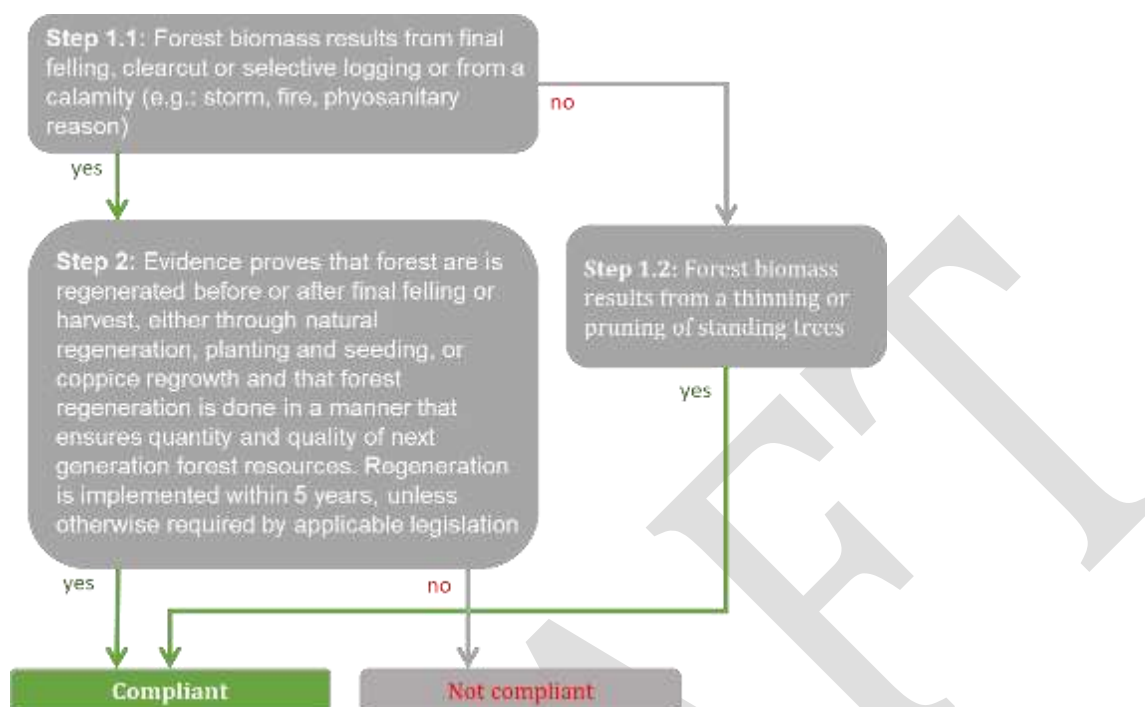 Step 1.1: Forest biomass results from final
felling, clearcut or selective logging or from a
calamity (e.g.: storm, fire, phyosanitary
reason)
no
yes
Step 2: Evidence proves that forest are is
regenerated before or after final felling or
harvest, either through natural
regeneration, planting and seeding, or
coppice regrowth and that forest
regeneration is done in a manner that
ensures quantity and quality of next
generation forest resources. Regeneration
is implemented within 5 years, unless
otherwise required by applicable legislation
Step 1.2: Forest biomass
results from a thinning or
pruning of standing trees
yes
yes
no
Compliant
Not compliant